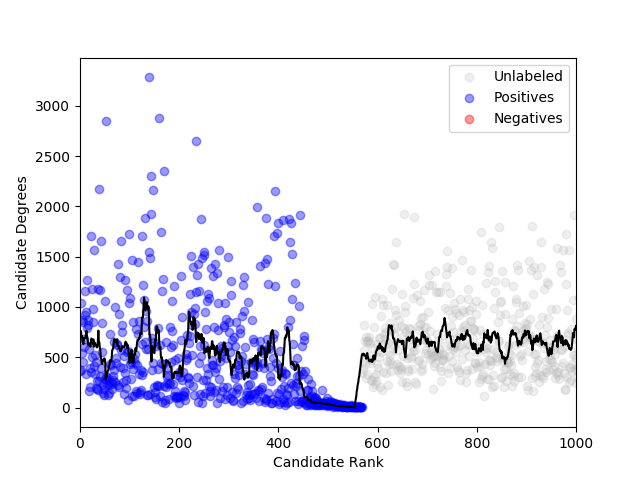 Unlabeled
Positives
Negatives
3000
2500
2000
1500
1000
500
0
Candidate Degrees
0 200 400 600 800 1000
Candidate Rank